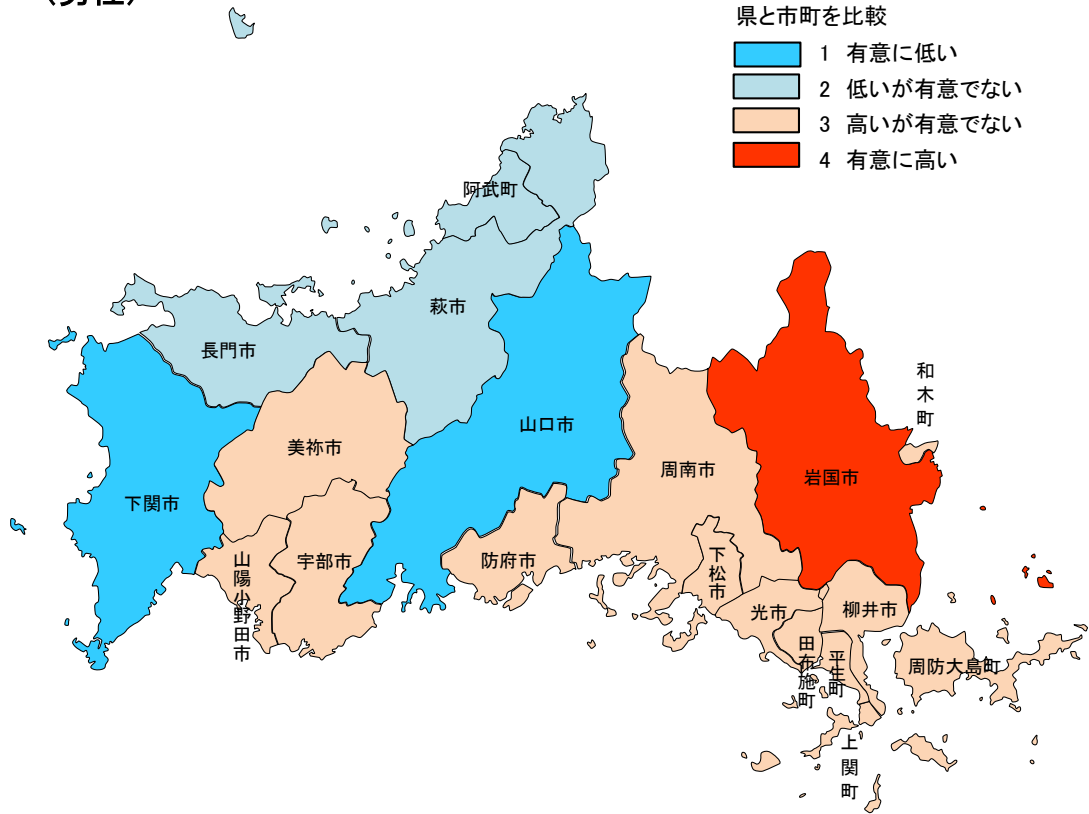 (男性)
県と市町を比較
1 有意に低い
2 低いが有意でない
3 高いが有意でない
4 有意に高い
阿武町
萩市
長門市
和木町
山口市
美祢市
周南市
岩国市
下関市
宇部市
防府市
山陽小野田市
下松市
光市
柳井市
田布施町
平生町
周防大島町
上関町